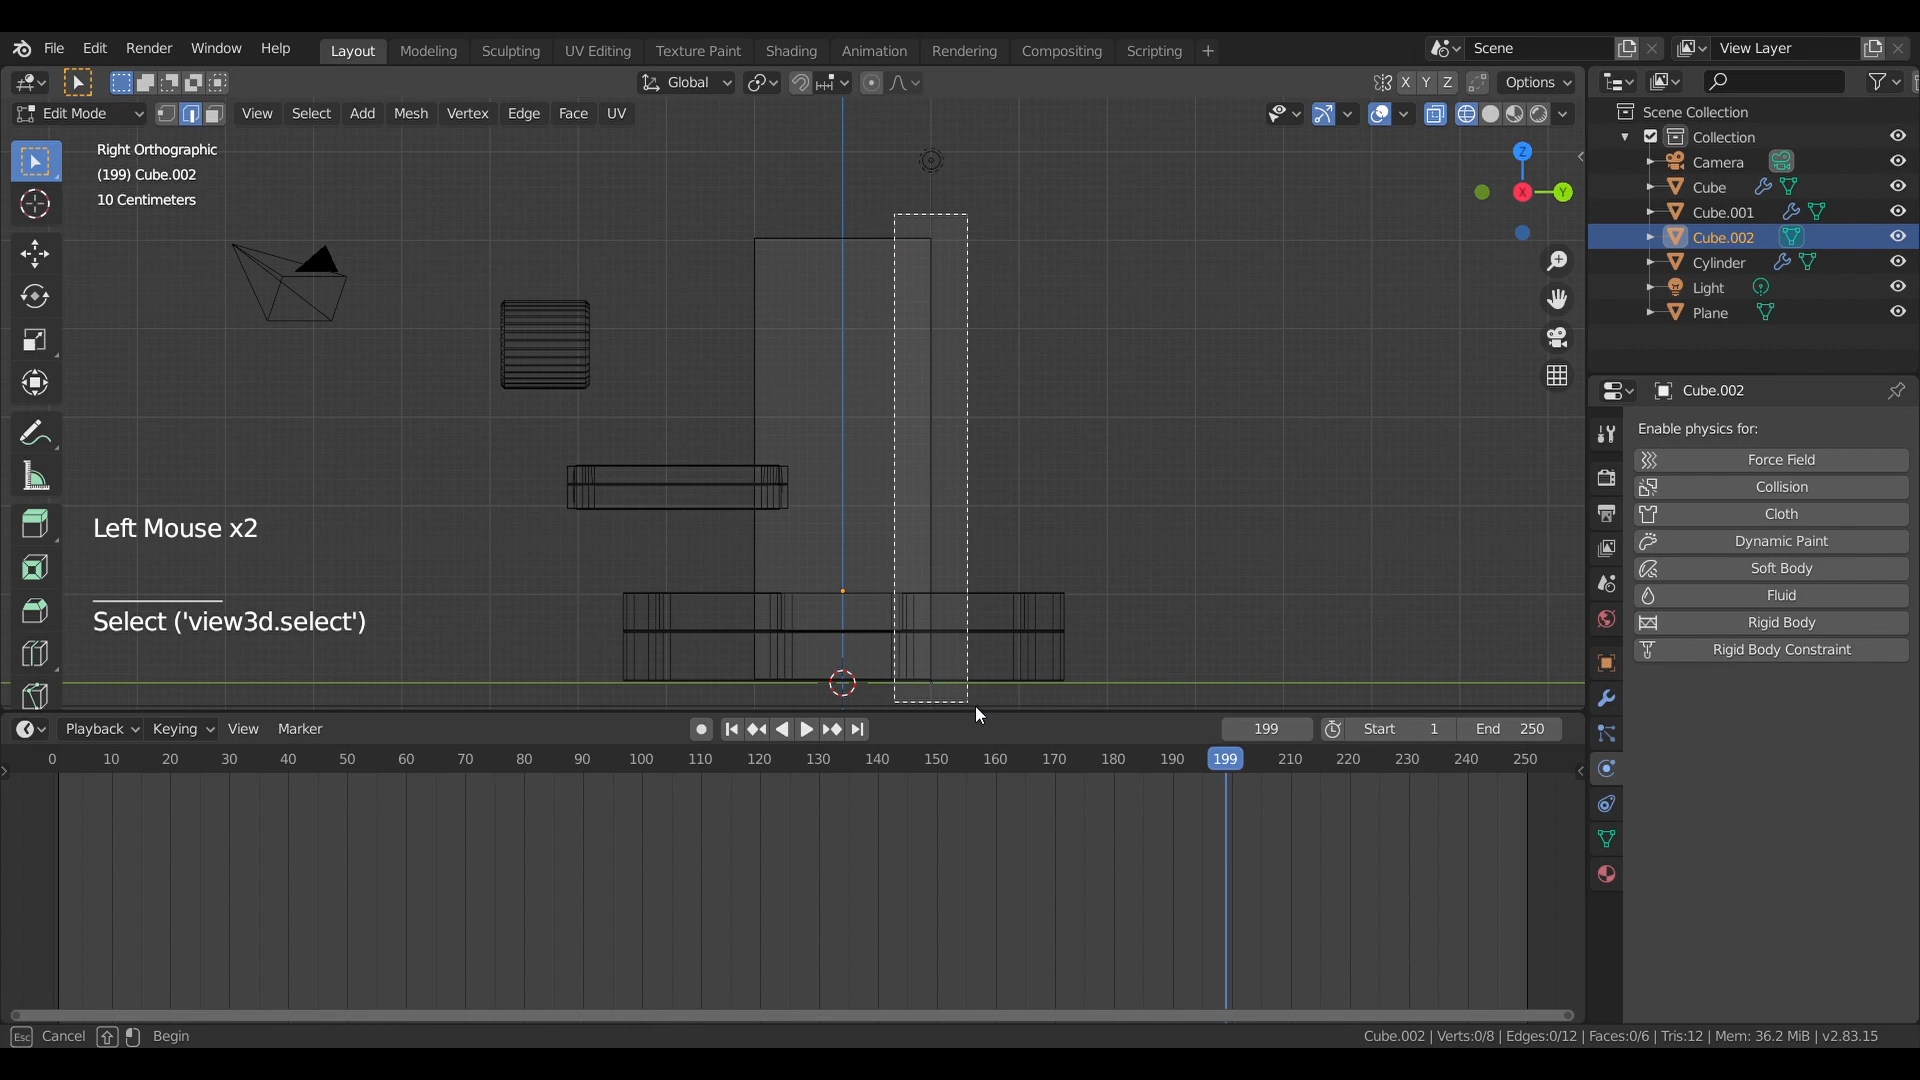 File Edit Render Window Help Layout Modeling Sculpting UV Editing Texture Paint Shading Animation Rendering Compositing Scripting + Scene View Layer
Global X Y Z Options
Edit Mode View Select Add Mesh Vertex Edge Face UV
Right Orthographic
(199) Cube.002
10 Centimeters
Z
X
Y
Left Mouse x2
Select ('view3d.select')
Scene Collection
Collection
Camera
Cube
Cube.001
Cube.002
Cylinder
Light
Plane
Cube.002
Enable physics for:
Force Field
Collision
Cloth
Dynamic Paint
Soft Body
Fluid
Rigid Body
Rigid Body Constraint
Playback Keying View Marker 199 Start 1 End 250
0 10 20 30 40 50 60 70 80 90 100 110 120 130 140 150 160 170 180 190 199 210 220 230 240 250
Esc Cancel Begin Cube.002 | Verts:0/8 | Edges:0/12 | Faces:0/6 | Tris:12 | Mem: 36.2 MiB | v2.83.15